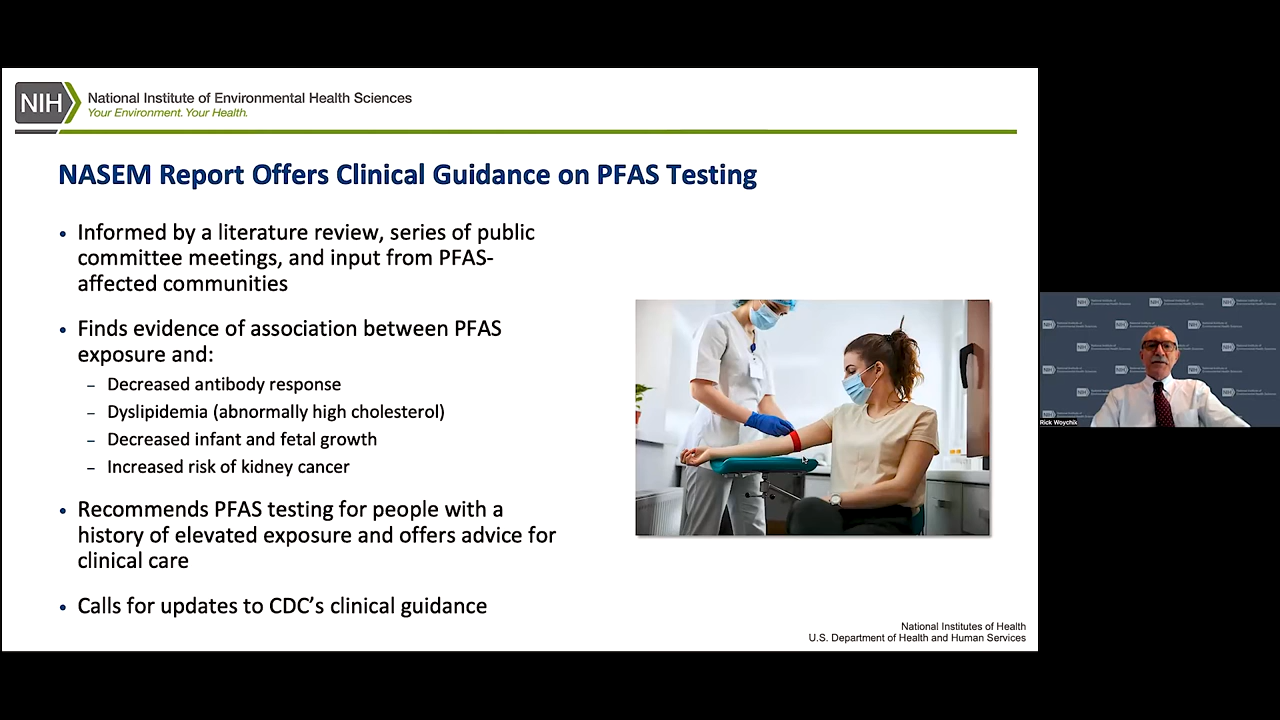 NIH
National Institute of Environmental Health Sciences
Your Environment. Your Health.
NASEM Report Offers Clinical Guidance on PFAS Testing
• Informed by a literature review, series of public
committee meetings, and input from PFAS-
affected communities
• Finds evidence of association between PFAS
exposure and:
– Decreased antibody response
– Dyslipidemia (abnormally high cholesterol)
– Decreased infant and fetal growth
– Increased risk of kidney cancer
• Recommends PFAS testing for people with a
history of elevated exposure and offers advice for
clinical care
• Calls for updates to CDC’s clinical guidance
National Institutes of Health
U.S. Department of Health and Human Services
Rick Woychik